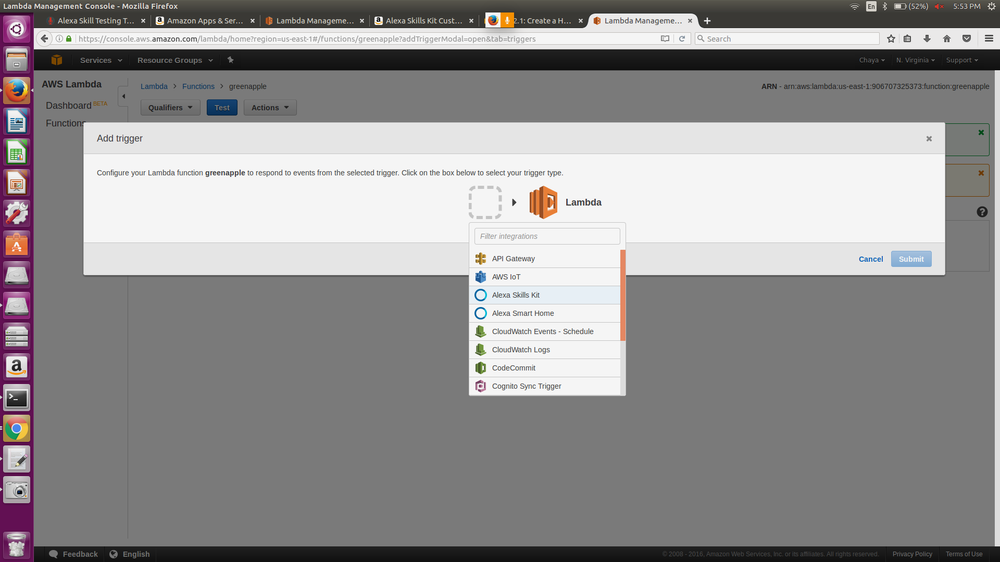 Lambda Management Console - Mozilla Firefox
En
(52%)
5:53 PM
Alexa Skill Testing T...
Amazon Apps & Ser...
Lambda Manageme...
Alexa Skills Kit Cust...
2.1: Create a H...
Lambda Manageme...
https://console.aws.amazon.com/lambda/home?region=us-east-1#/functions/greenapple?addTriggerModal=open&tab=triggers
Search
Services
Resource Groups
Chaya
N. Virginia
Support
AWS Lambda
Dashboard BETA
Functions
Lambda > Functions > greenapple
ARN - arn:aws:lambda:us-east-1:906707325373:function:greenapple
Qualifiers
Test
Actions
Add trigger
Configure your Lambda function greenapple to respond to events from the selected trigger. Click on the box below to select your trigger type.
Lambda
Filter integrations
API Gateway
AWS IoT
Alexa Skills Kit
Alexa Smart Home
CloudWatch Events - Schedule
CloudWatch Logs
CodeCommit
Cognito Sync Trigger
Cancel
Submit
Feedback
English
© 2008 - 2016, Amazon Web Services, Inc. or its affiliates. All rights reserved.
Privacy Policy
Terms of Use